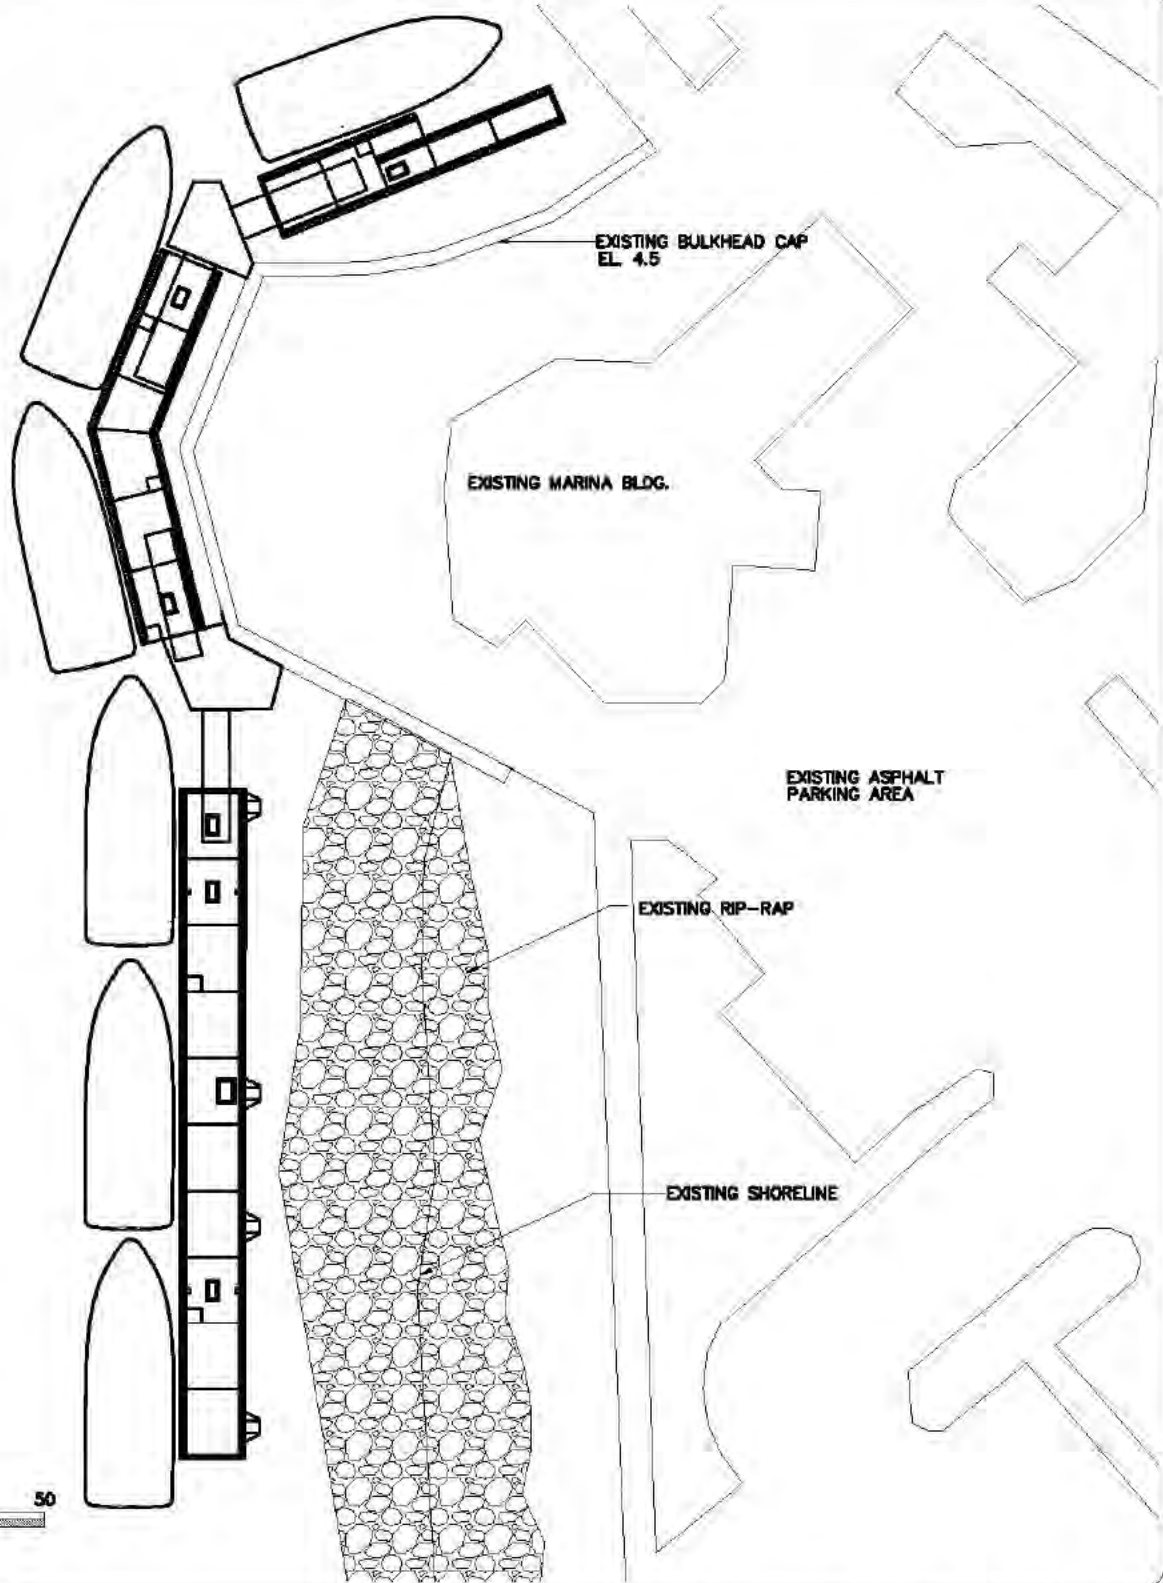 EXISTING BULKHEAD CAP
EL. 4.5
EXISTING MARINA BLDG.
EXISTING ASPHALT
PARKING AREA
EXISTING RIP-RAP
EXISTING SHORELINE
50